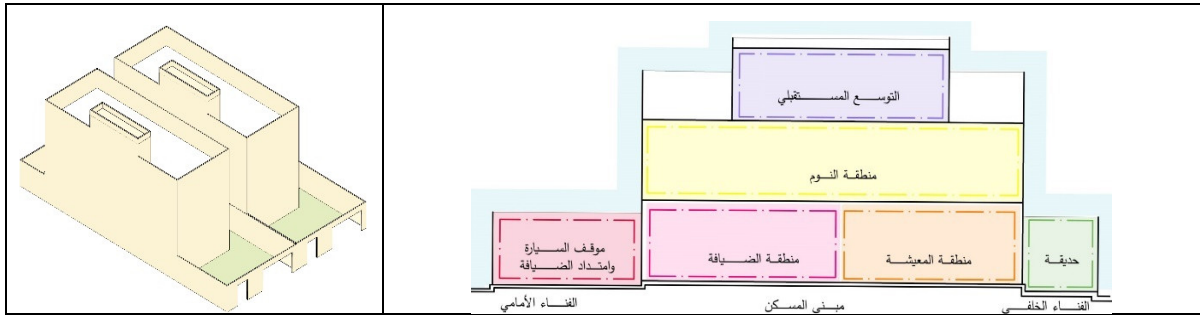 التوسع المستقبلي
منطقة النوم
حديقة
منطقة المعيشة
منطقة الضيافة
موقف السيارة
وامتداد الضيافة
الفناء الخلفي
مبنى المسكن
الفناء الأمامي